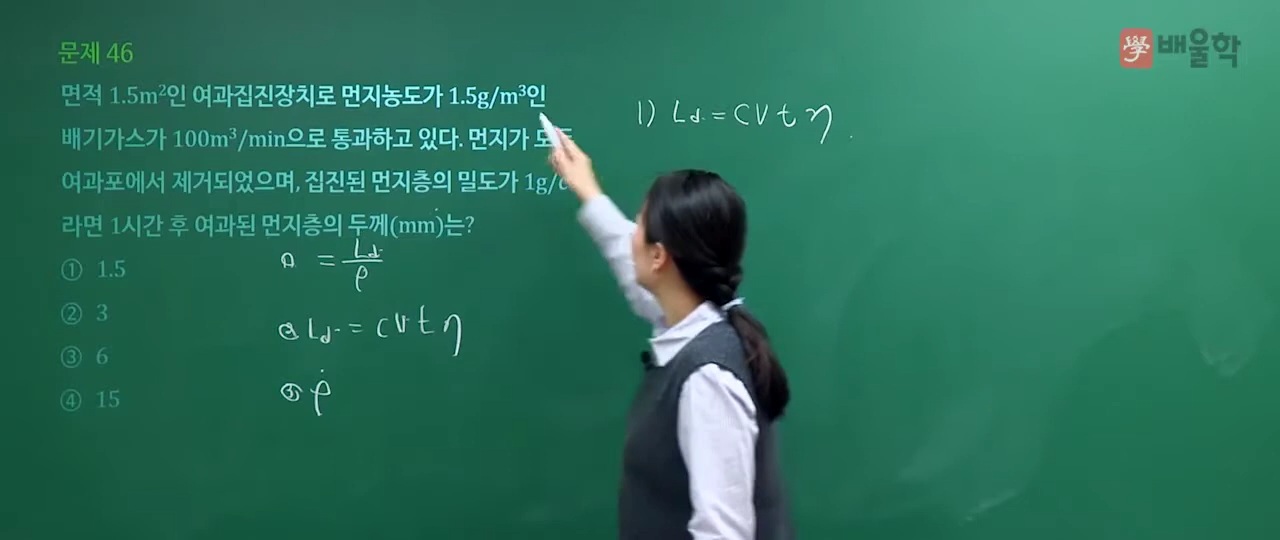 문제 46
學 배울학
면적 1.5m²인 여과집진장치로 먼지농도가 1.5g/m³인
배기가스가 100m³/min으로 통과하고 있다. 먼지가
여과포에서 제거되었으며, 집진된 먼지층의 밀도가
라면 1시간 후 여과된 먼지층의 두께(mm)는?
① 1.5
② 3
③ 6
④ 15
= Ld/ρ
② Ld = CVtη
③ ρ
1) Ld = CVtη